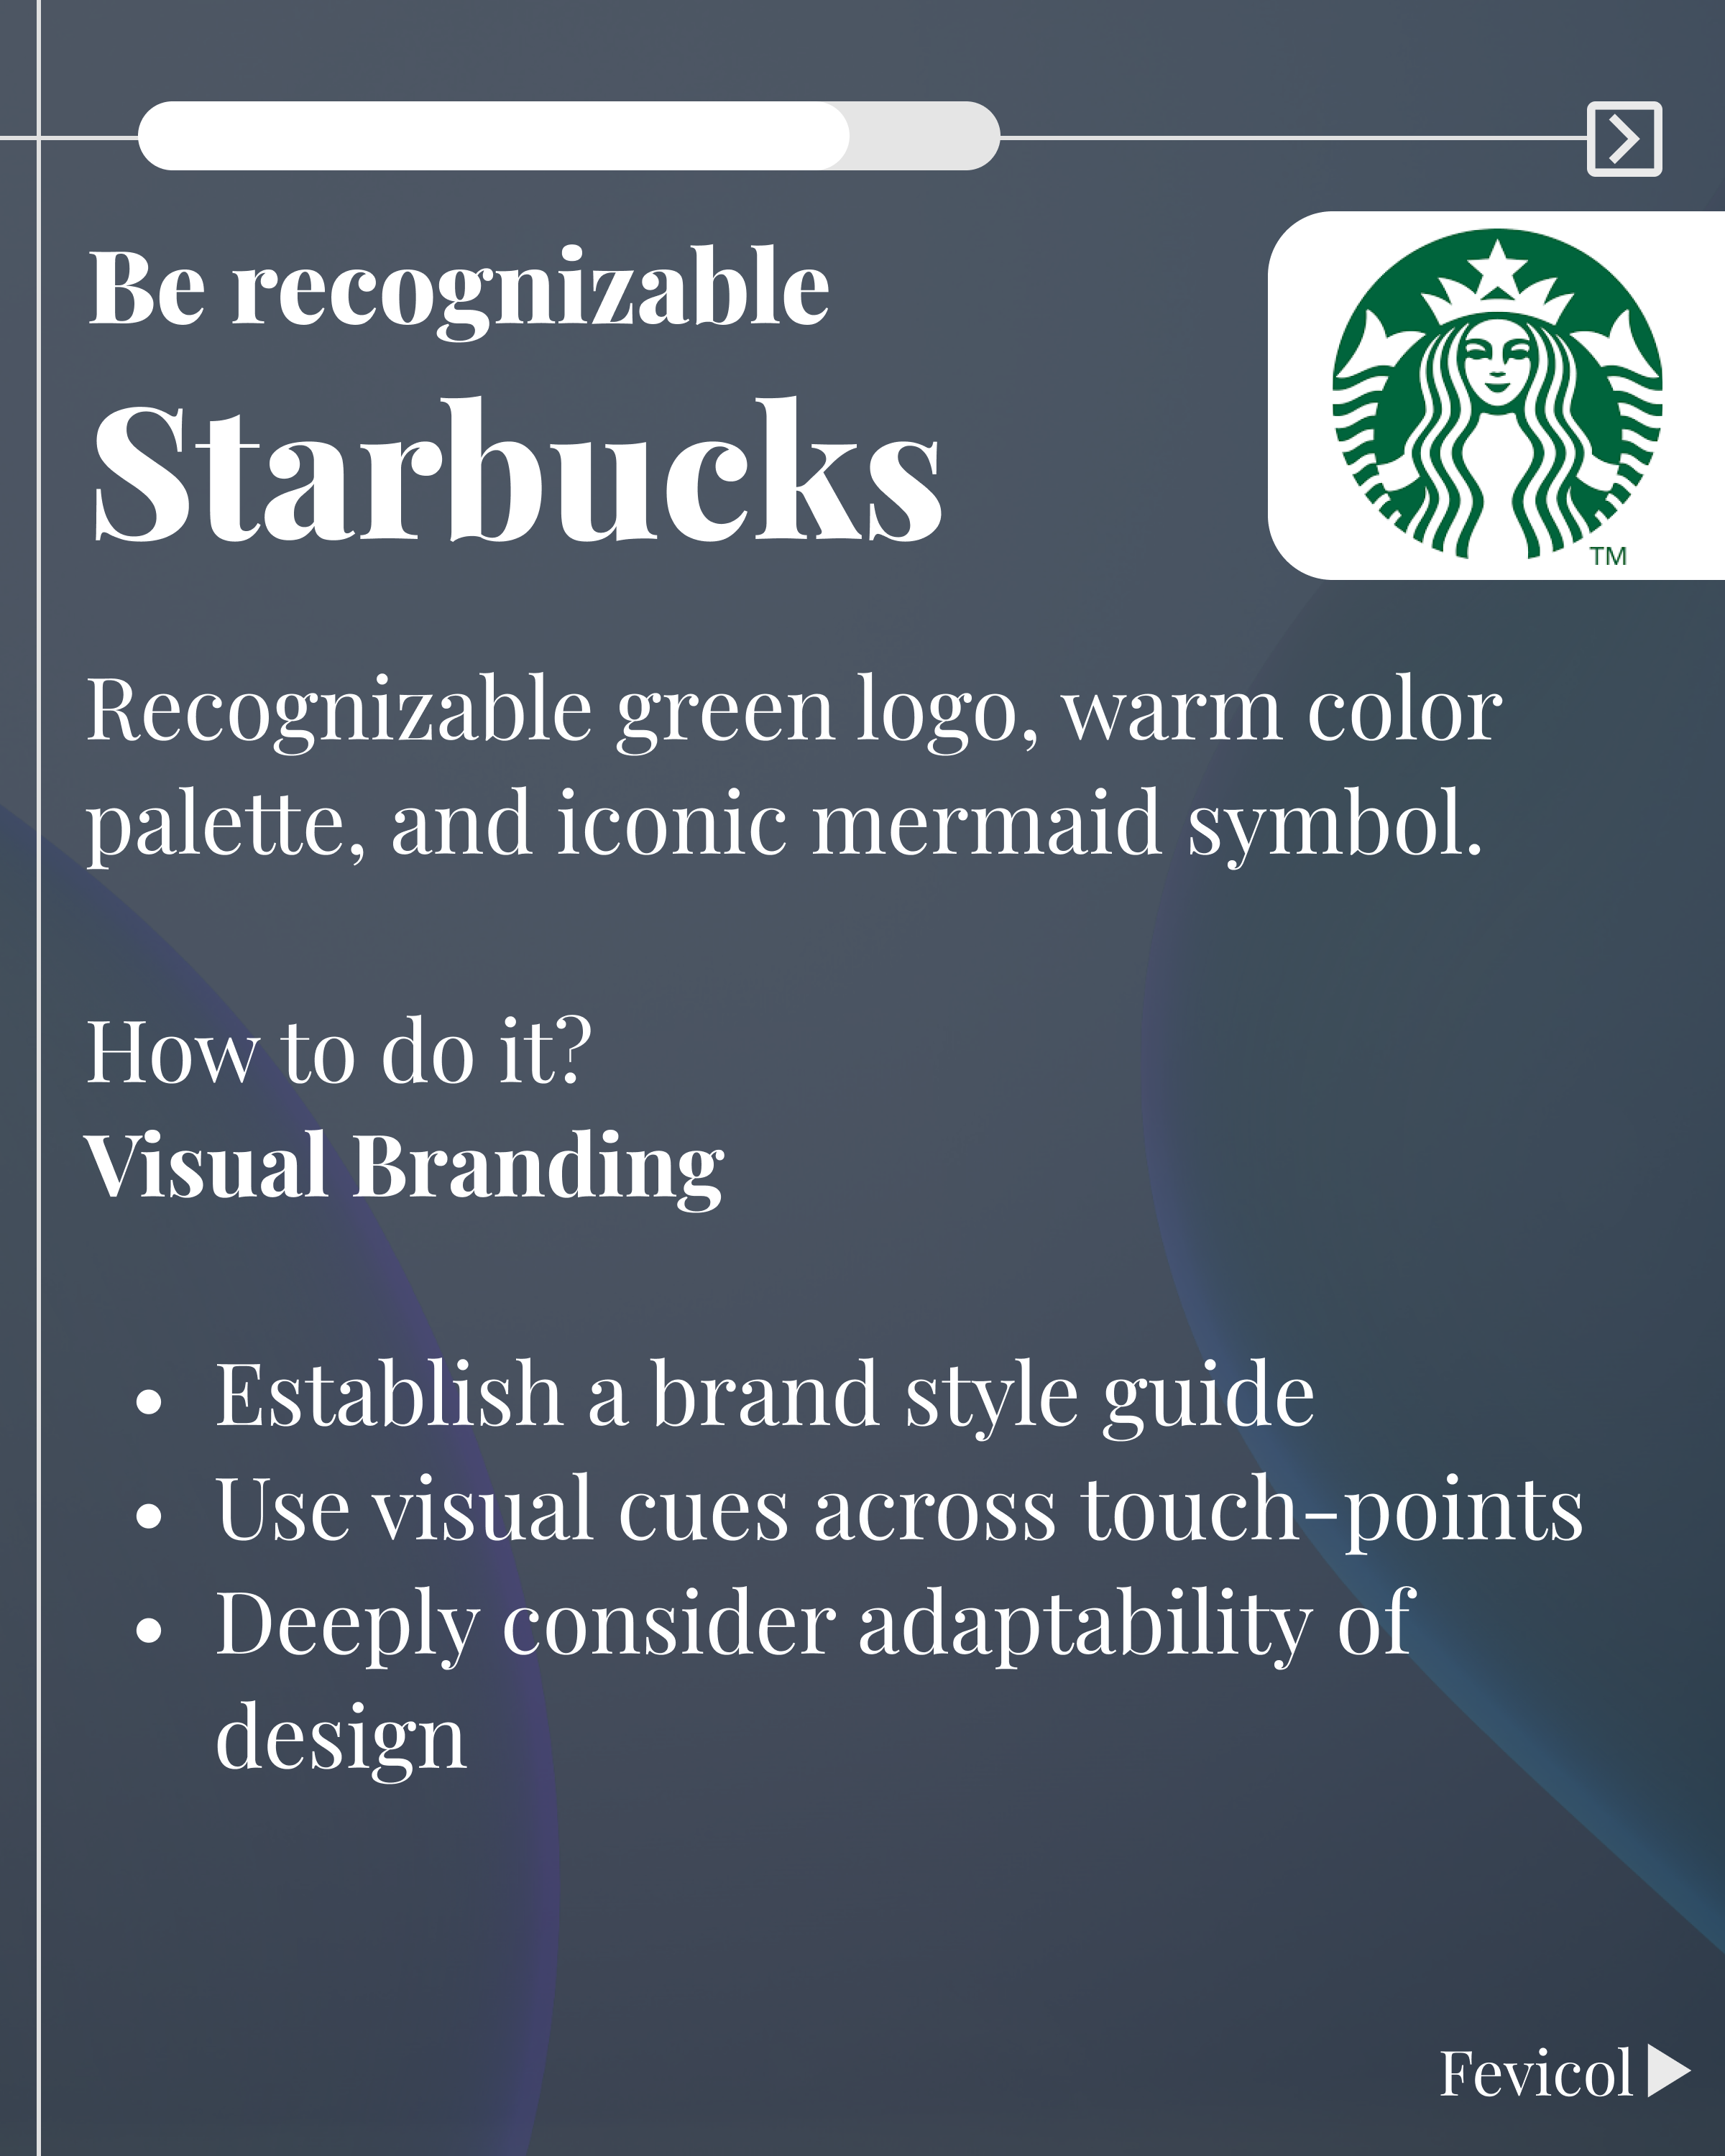 Be recognizable
Starbucks
TM
Recognizable green logo, warm color
palette, and iconic mermaid symbol.
How to do it?
Visual Branding
• Establish a brand style guide
• Use visual cues across touch-points
• Deeply consider adaptability of
design
Fevicol